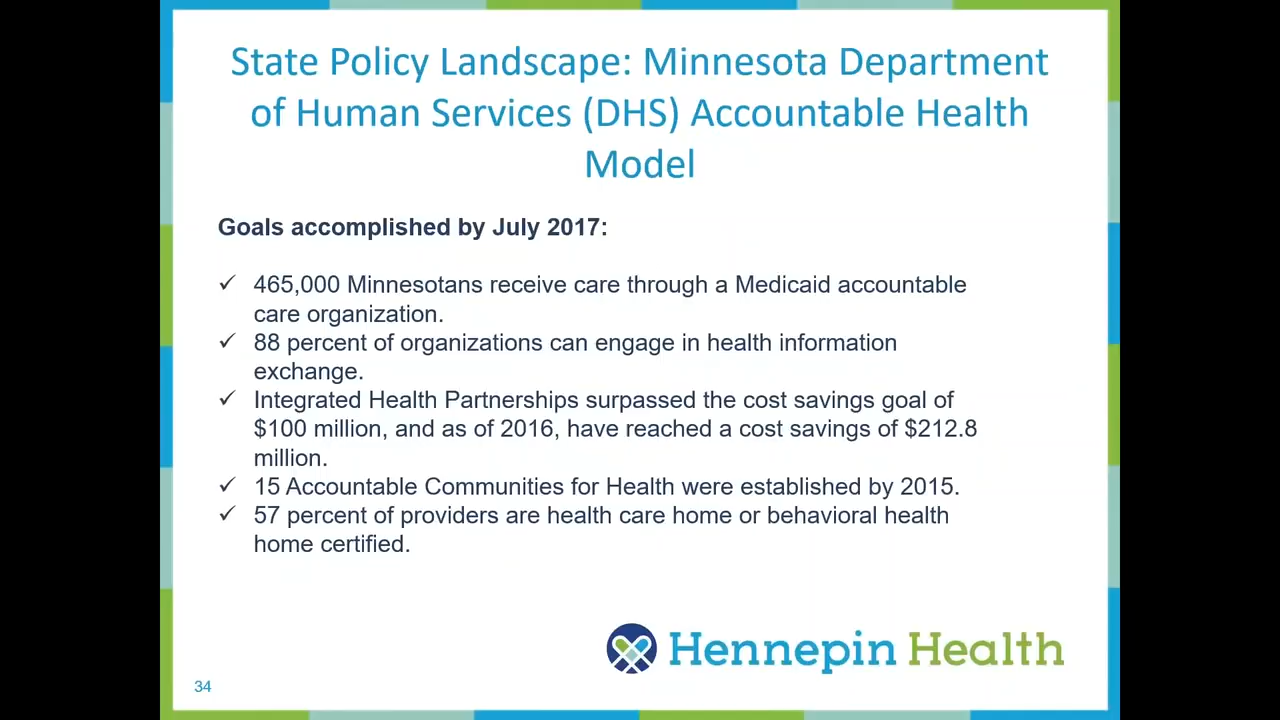 State Policy Landscape: Minnesota Department
of Human Services (DHS) Accountable Health
Model
Goals accomplished by July 2017:
✓ 465,000 Minnesotans receive care through a Medicaid accountable
care organization.
✓ 88 percent of organizations can engage in health information
exchange.
✓ Integrated Health Partnerships surpassed the cost savings goal of
$100 million, and as of 2016, have reached a cost savings of $212.8
million.
✓ 15 Accountable Communities for Health were established by 2015.
✓ 57 percent of providers are health care home or behavioral health
home certified.
Hennepin Health
34